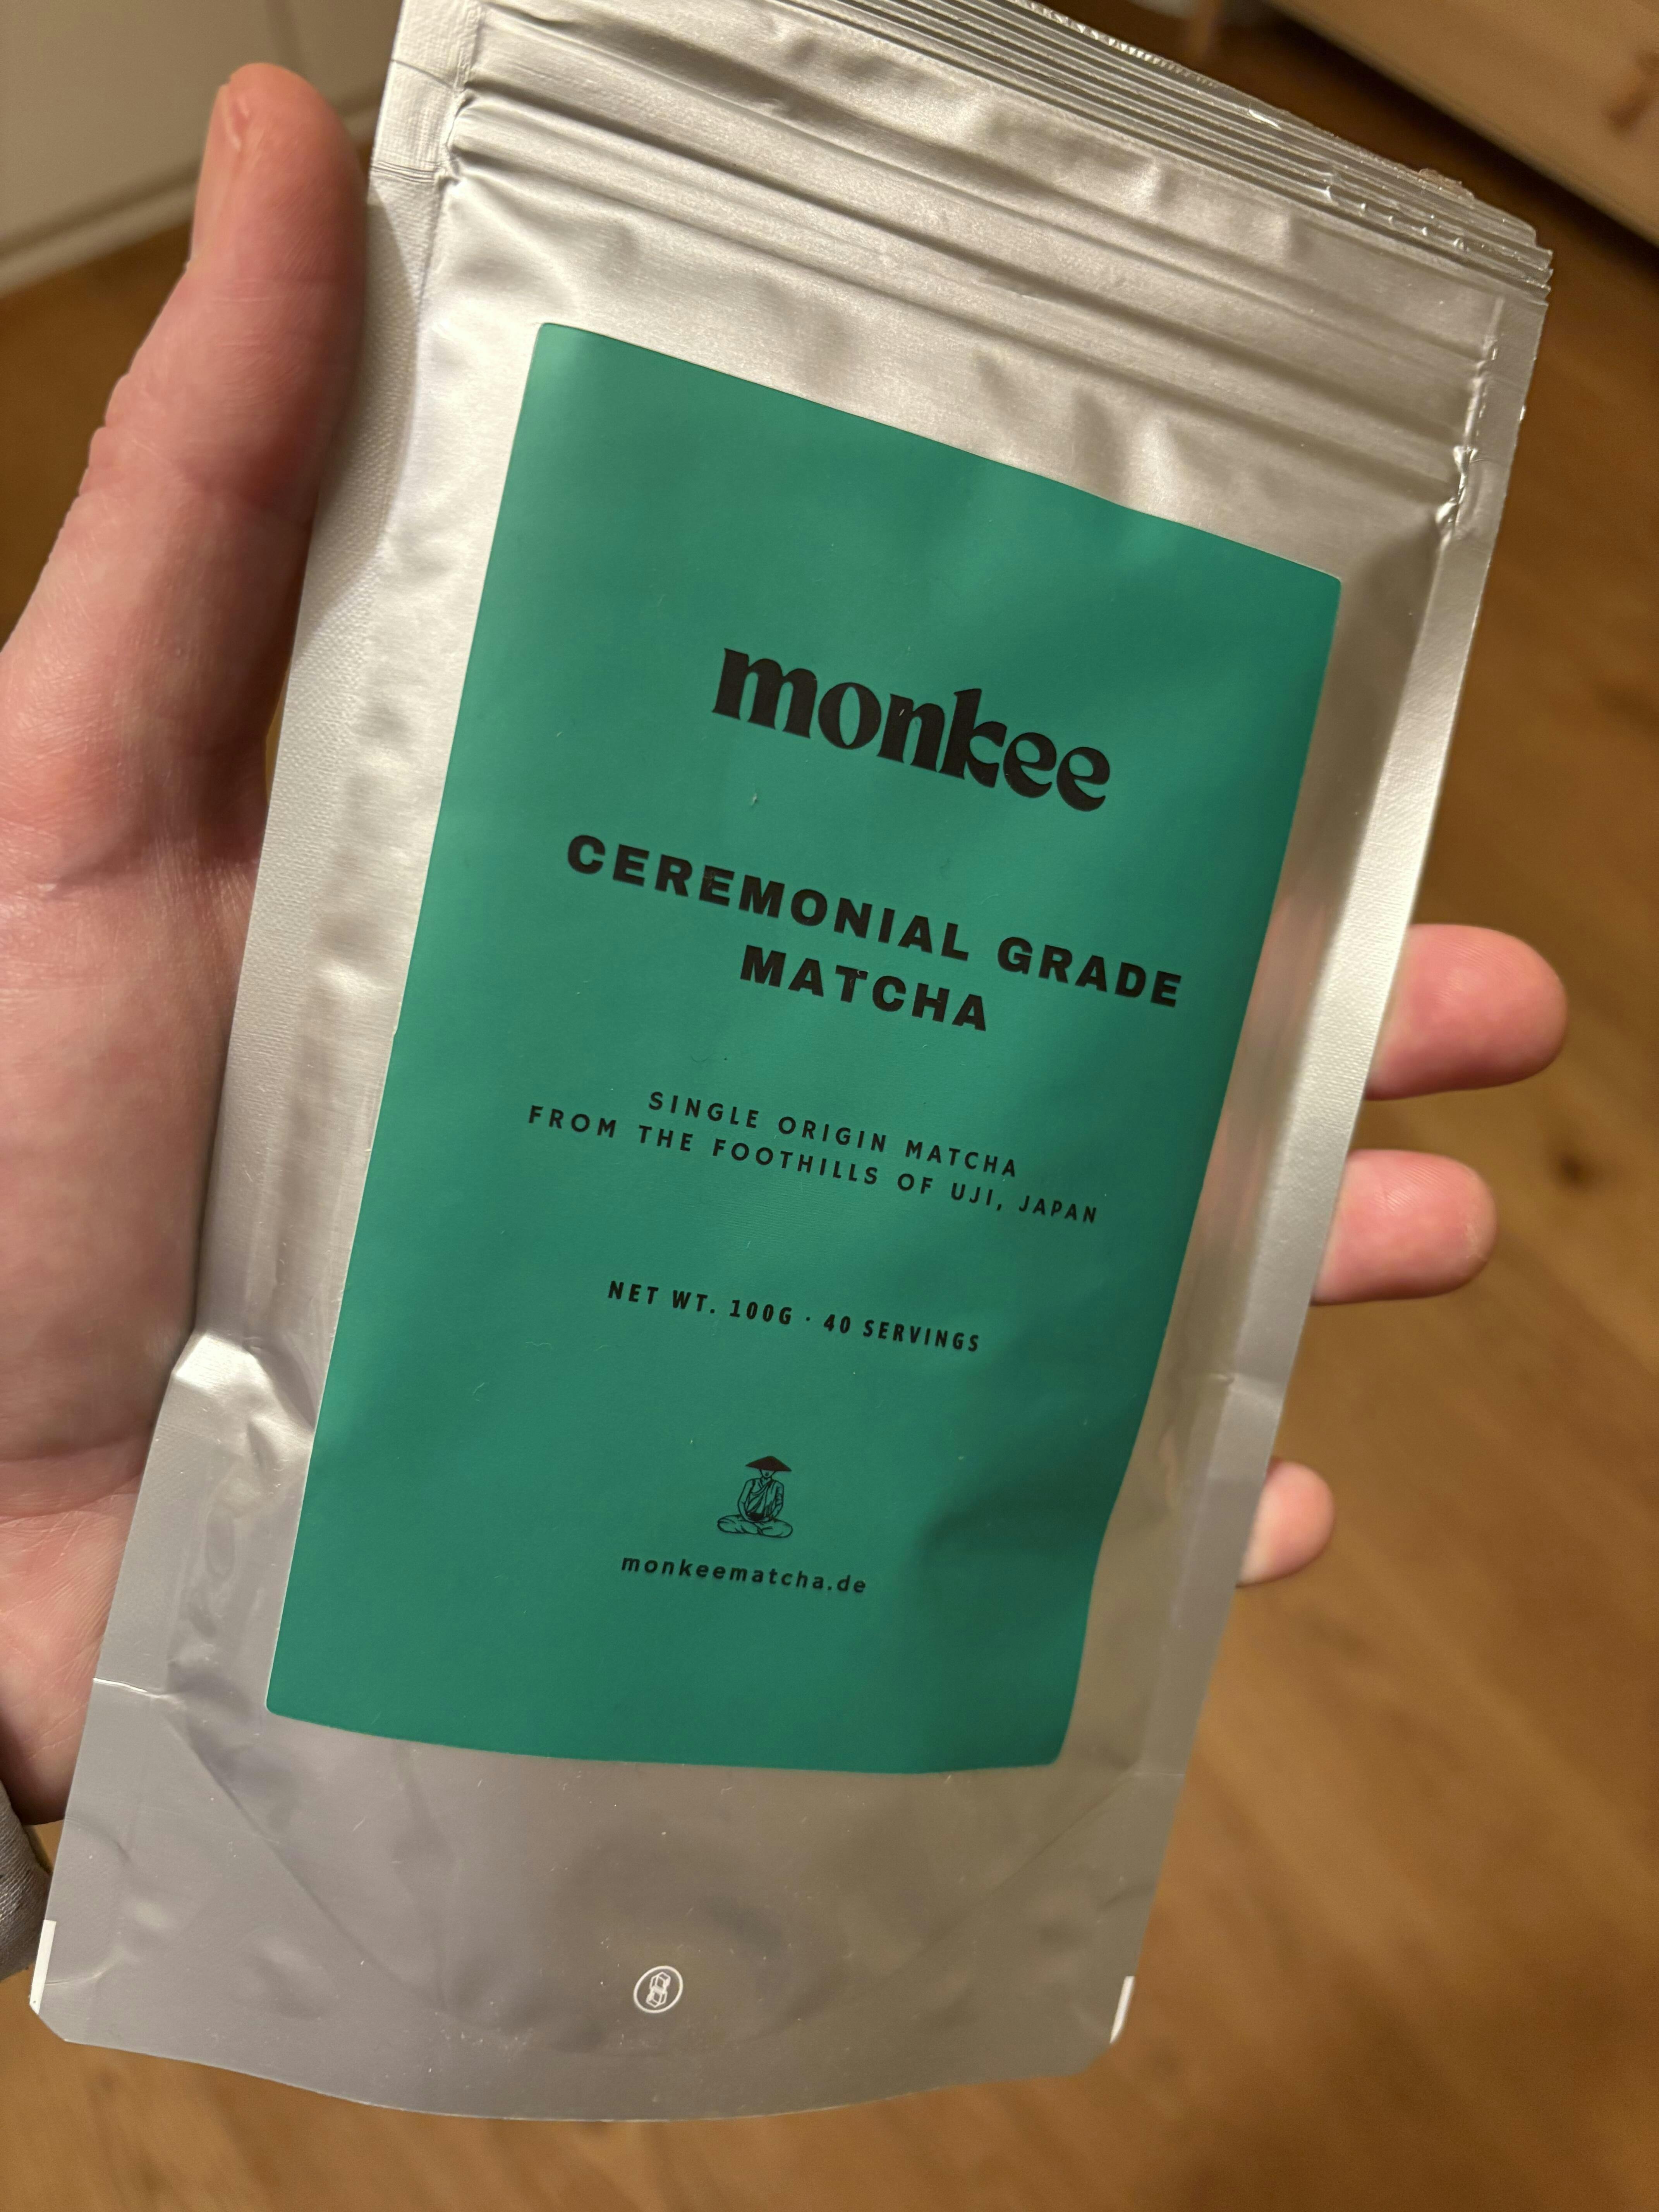 monkee
CEREMONIAL GRADE
MATCHA
SINGLE ORIGIN MATCHA
FROM THE FOOTHILLS OF UJI, JAPAN
NET WT. 100G · 40 SERVINGS
monkeematcha.de